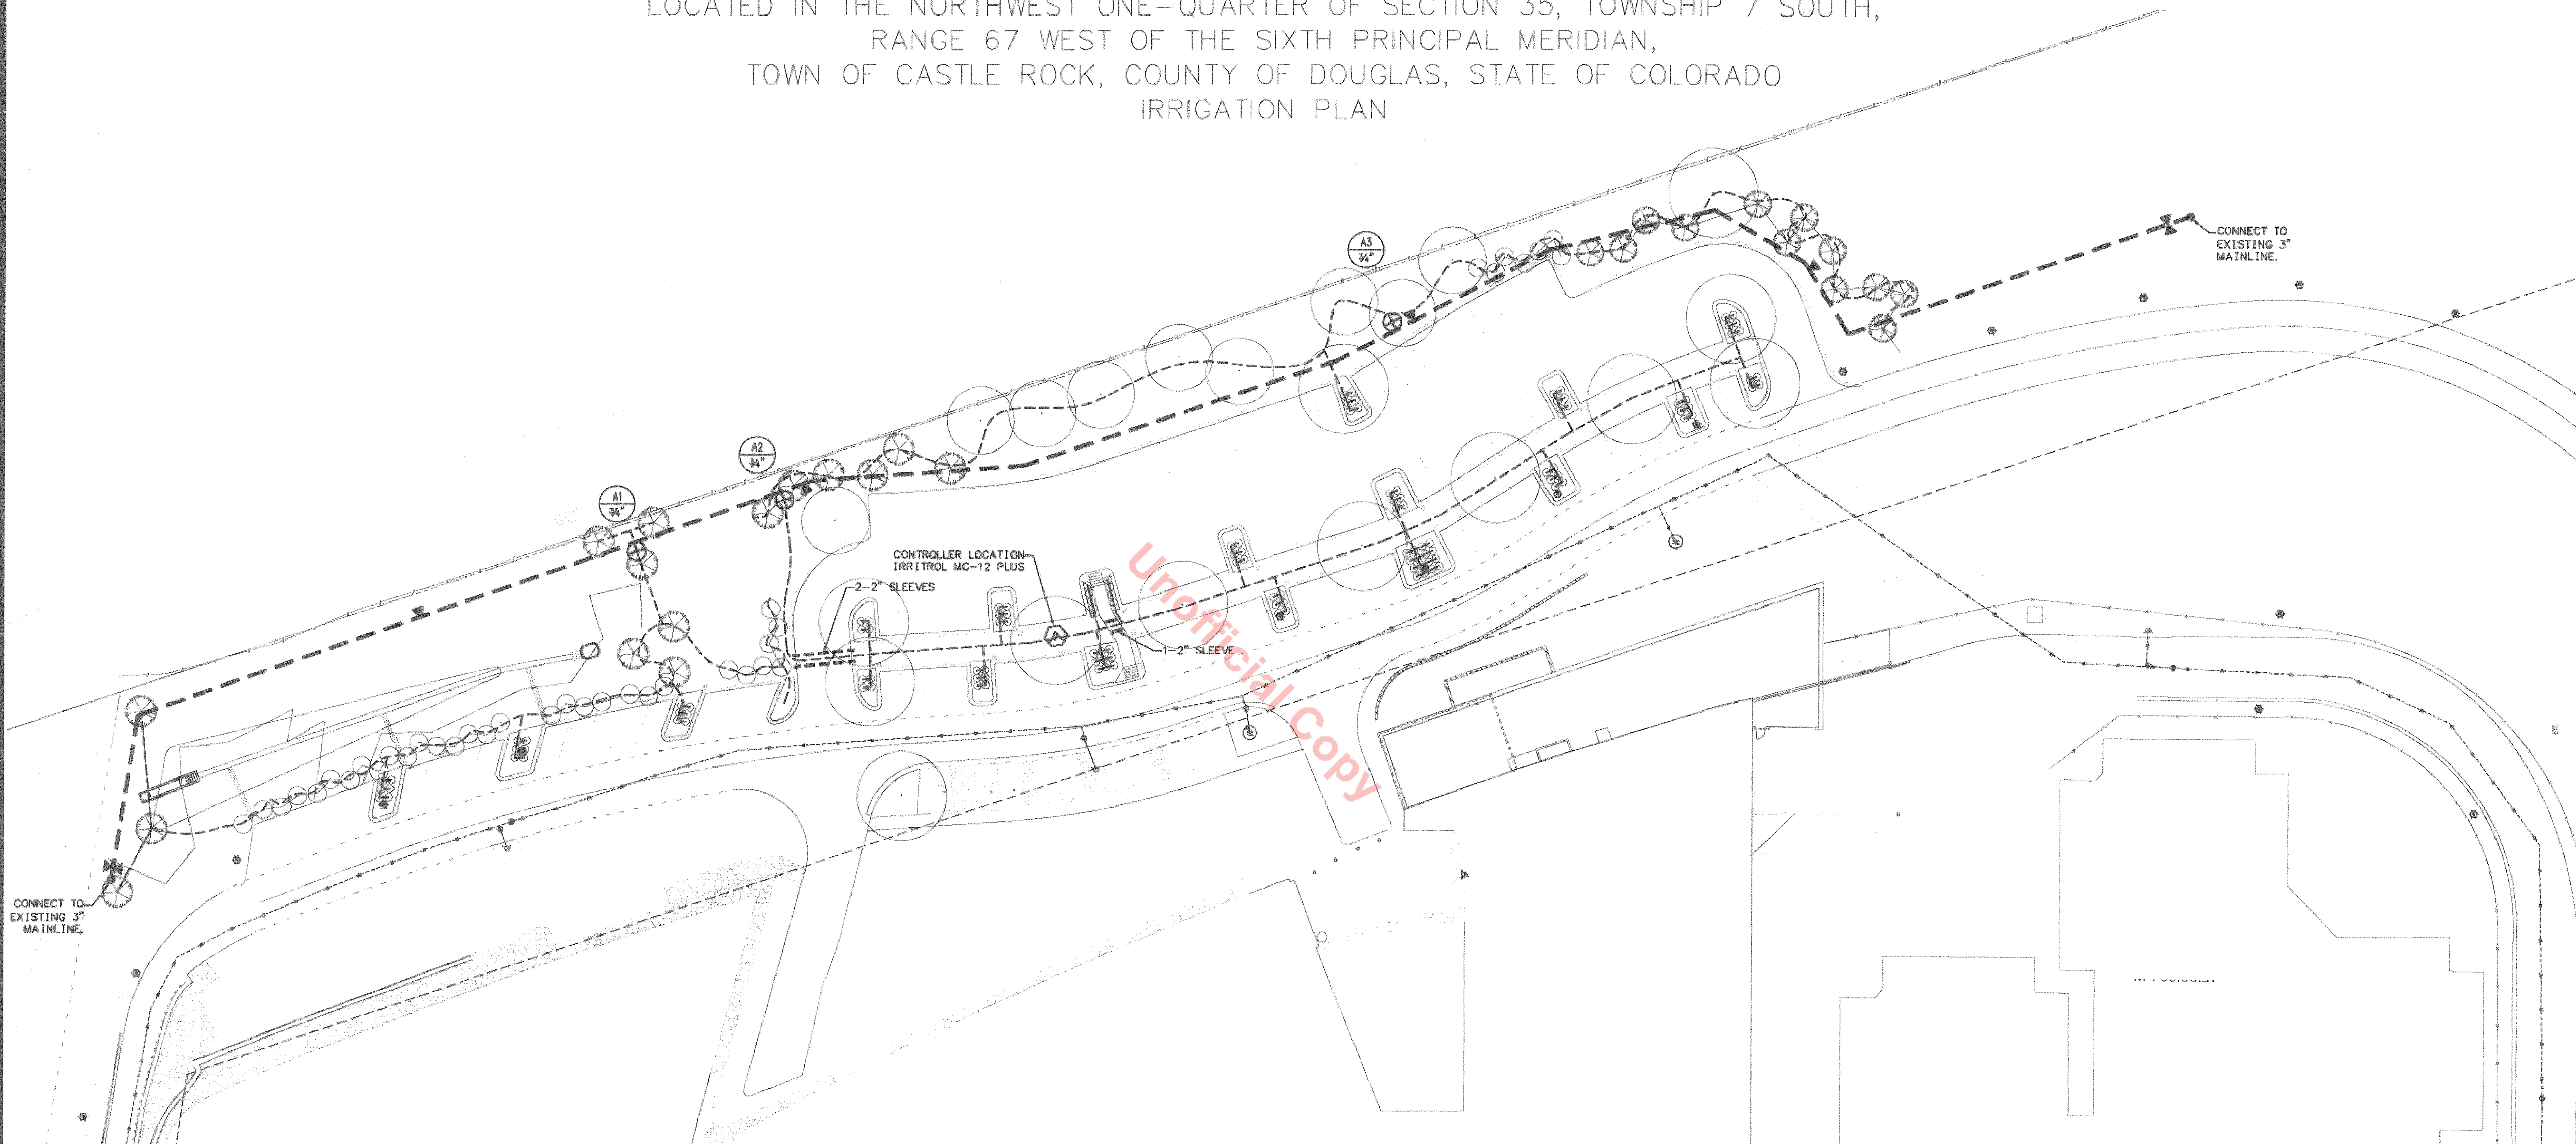 LOCATED IN THE NORTHWEST ONE-QUARTER OF SECTION 35, TOWNSHIP 7 SOUTH,
RANGE 67 WEST OF THE SIXTH PRINCIPAL MERIDIAN,
TOWN OF CASTLE ROCK, COUNTY OF DOUGLAS, STATE OF COLORADO
IRRIGATION PLAN
CONNECT TO
EXISTING 3"
MAINLINE.
A3
¾"
A2
¾"
A1
¾"
CONTROLLER LOCATION
IRRITROL MC-12 PLUS
2-2" SLEEVES
1-2" SLEEVE
Unofficial Copy
CONNECT TO
EXISTING 3"
MAINLINE.